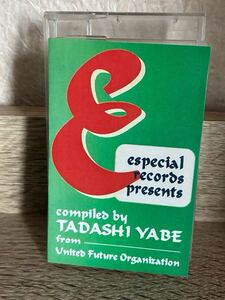 E
especial
records
presents
compiled by
TADASHI YABE
from
United Future Organization